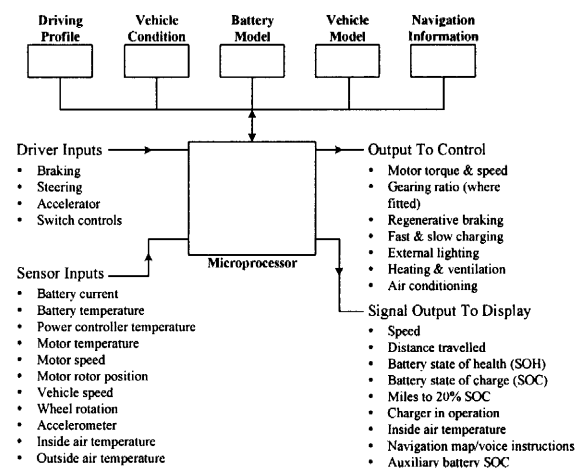 Driving Profile
Vehicle Condition
Battery Model
Vehicle Model
Navigation Information
Driver Inputs
• Braking
• Steering
• Accelerator
• Switch controls
Microprocessor
Sensor Inputs
• Battery current
• Battery temperature
• Power controller temperature
• Motor temperature
• Motor speed
• Motor rotor position
• Vehicle speed
• Wheel rotation
• Accelerometer
• Inside air temperature
• Outside air temperature
Output To Control
• Motor torque & speed
• Gearing ratio (where
fitted)
• Regenerative braking
• Fast & slow charging
• External lighting
• Heating & ventilation
• Air conditioning
Signal Output To Display
• Speed
• Distance travelled
• Battery state of health (SOH)
• Battery state of charge (SOC)
• Miles to 20% SOC
• Charger in operation
• Inside air temperature
• Navigation map/voice instructions
• Auxiliary battery SOC